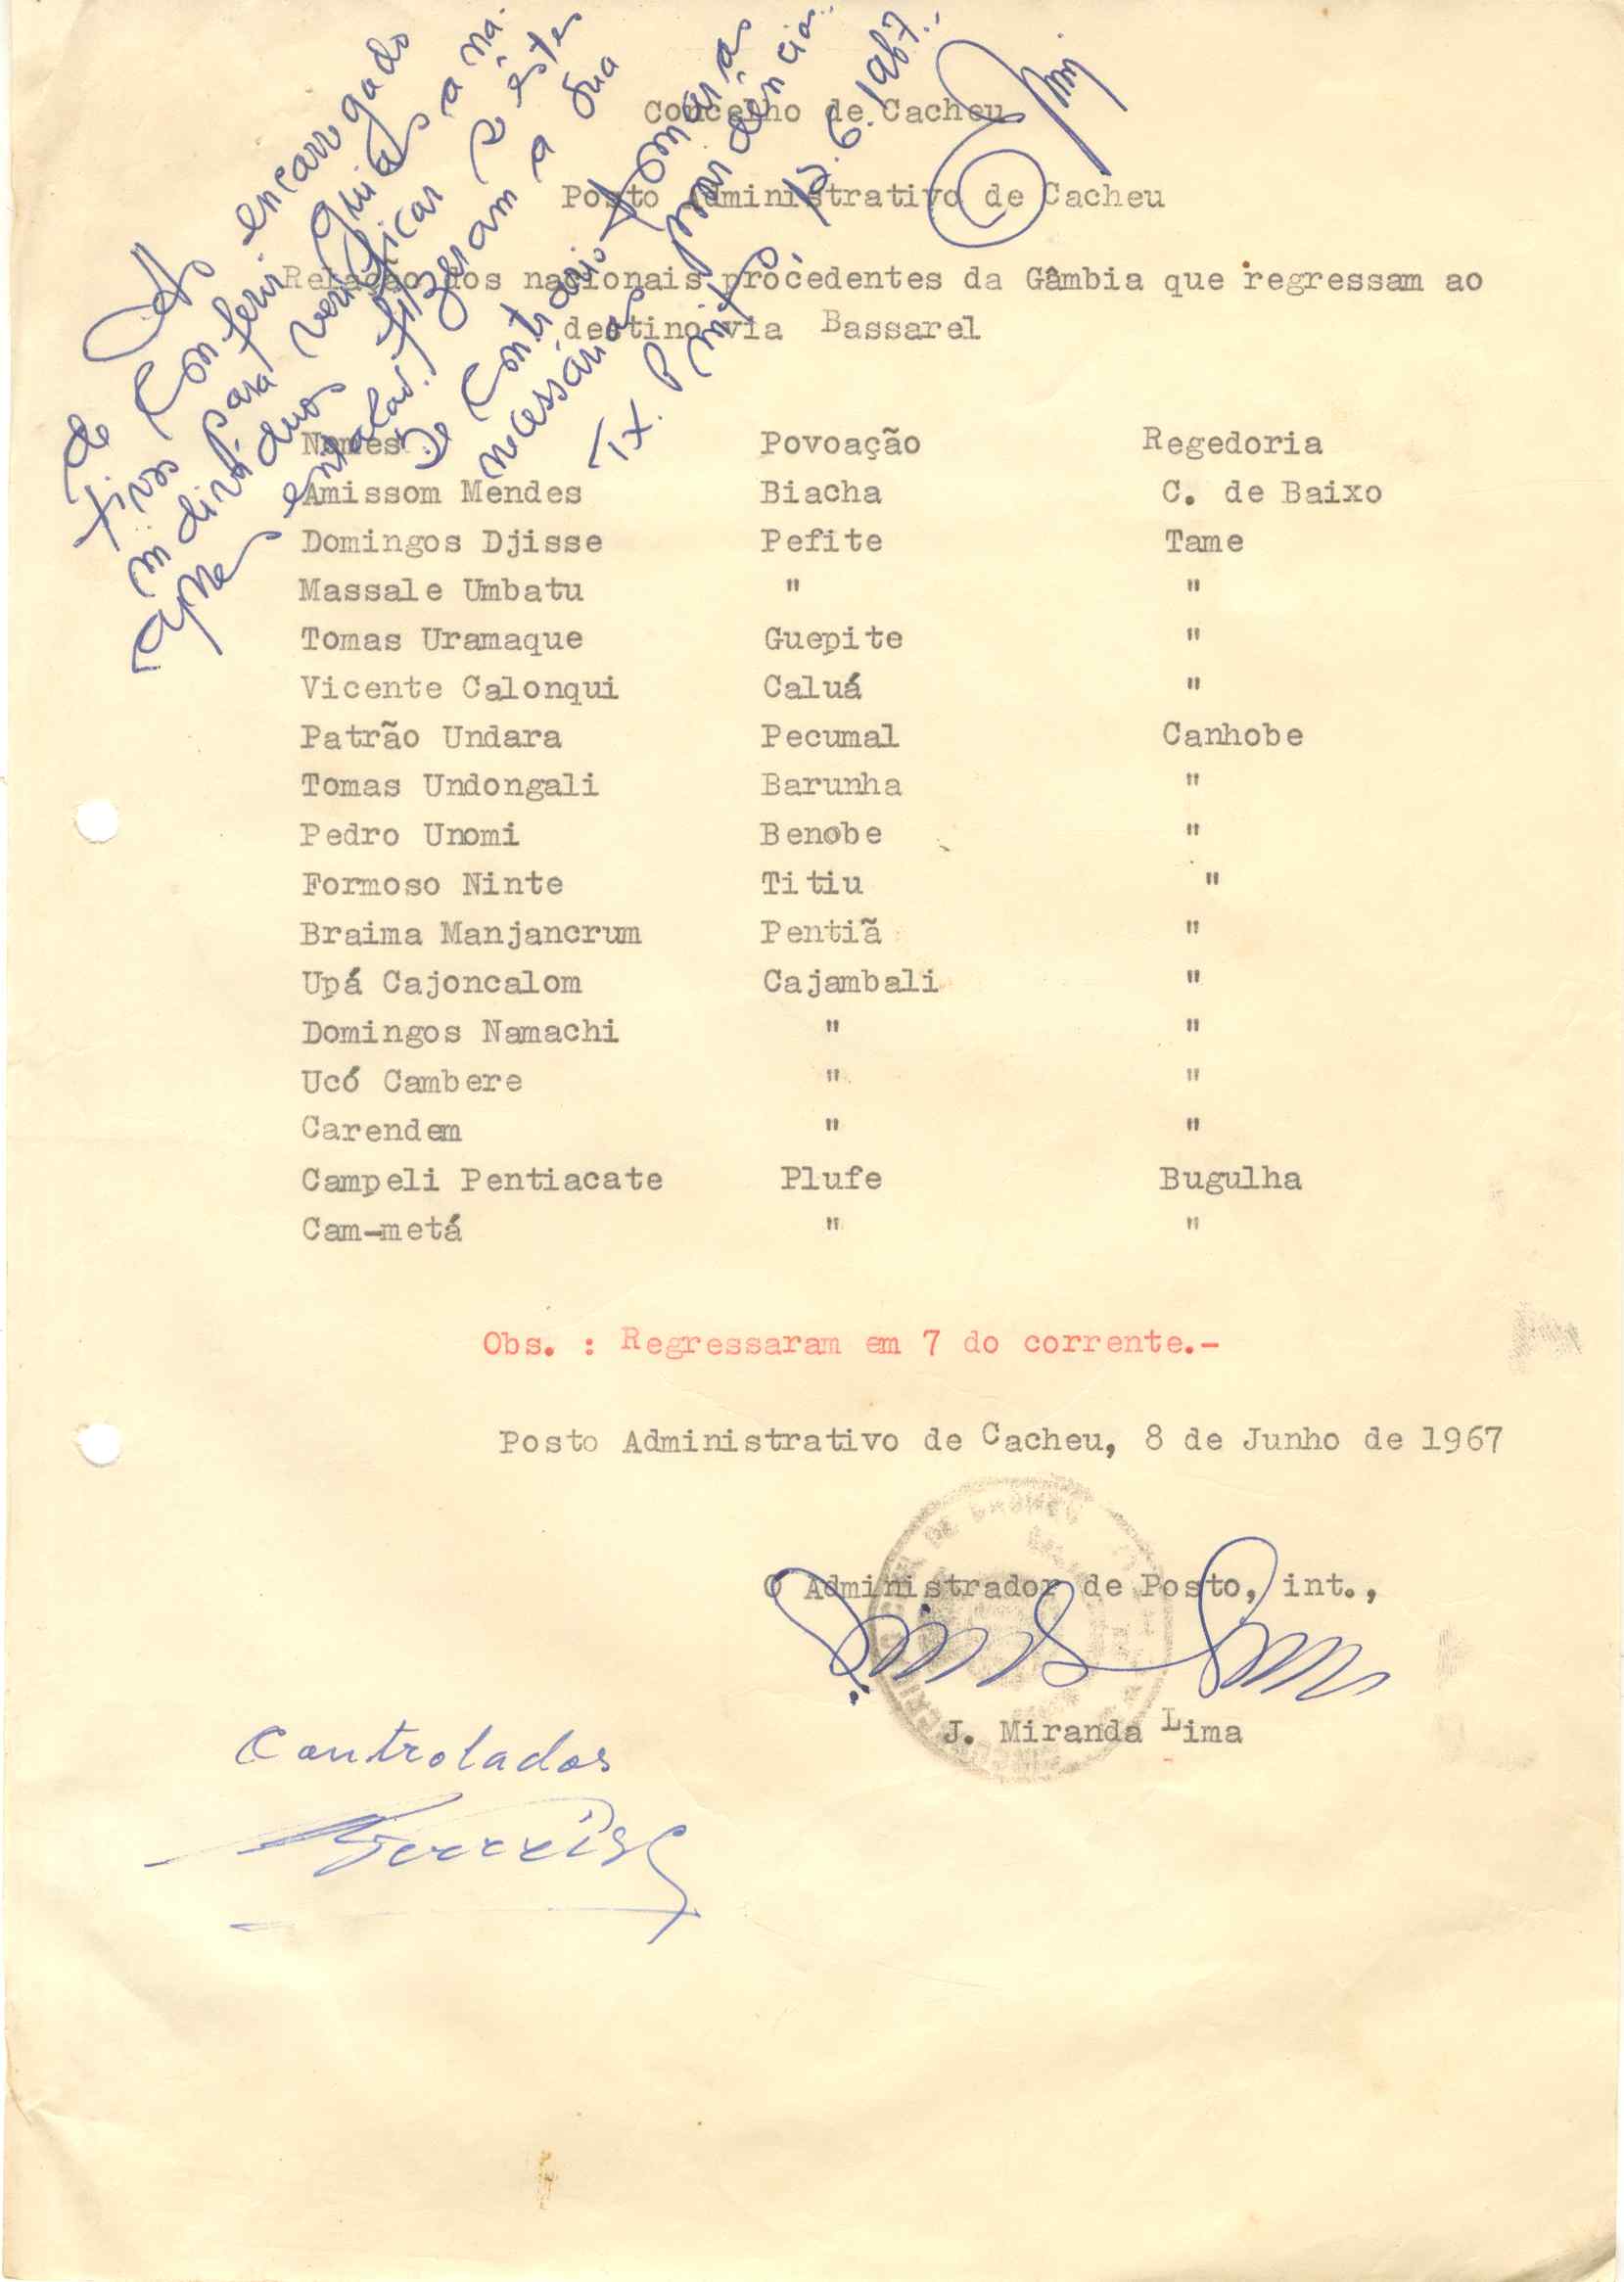 Ao encarregado
de conferir guias
para verificar se êstes
indivíduos fizeram a sua
De contrário tomar as
necessárias providências..
Tx. Pinto, 12.6.1967..
Concelho de Cacheu
Posto Administrativo de Cacheu
Relação dos nacionais procedentes da Gâmbia que regressam ao
destino via Bassarel
Nomes Povoação Regedoria
Amissom Mendes Biacha C. de Baixo
Domingos Djisse Pefite Tame
Massale Umbatu " "
Tomas Uramaque Guepite "
Vicente Calonqui Caluá "
Patrão Undara Pecumal Canhobe
Tomas Undongali Barunha "
Pedro Unomi Benobe "
Formoso Ninte Titiu "
Braima Manjancrum Pentiã "
Upá Cajoncalom Cajambali "
Domingos Namachi " "
Ucó Cambere " "
Carendem " "
Campeli Pentiacate Plufe Bugulha
Cam-metá " "
Obs. : Regressaram em 7 do corrente.-
Posto Administrativo de Cacheu, 8 de Junho de 1967
O Administrador de Posto, int.,
J. Miranda Lima
Controlados